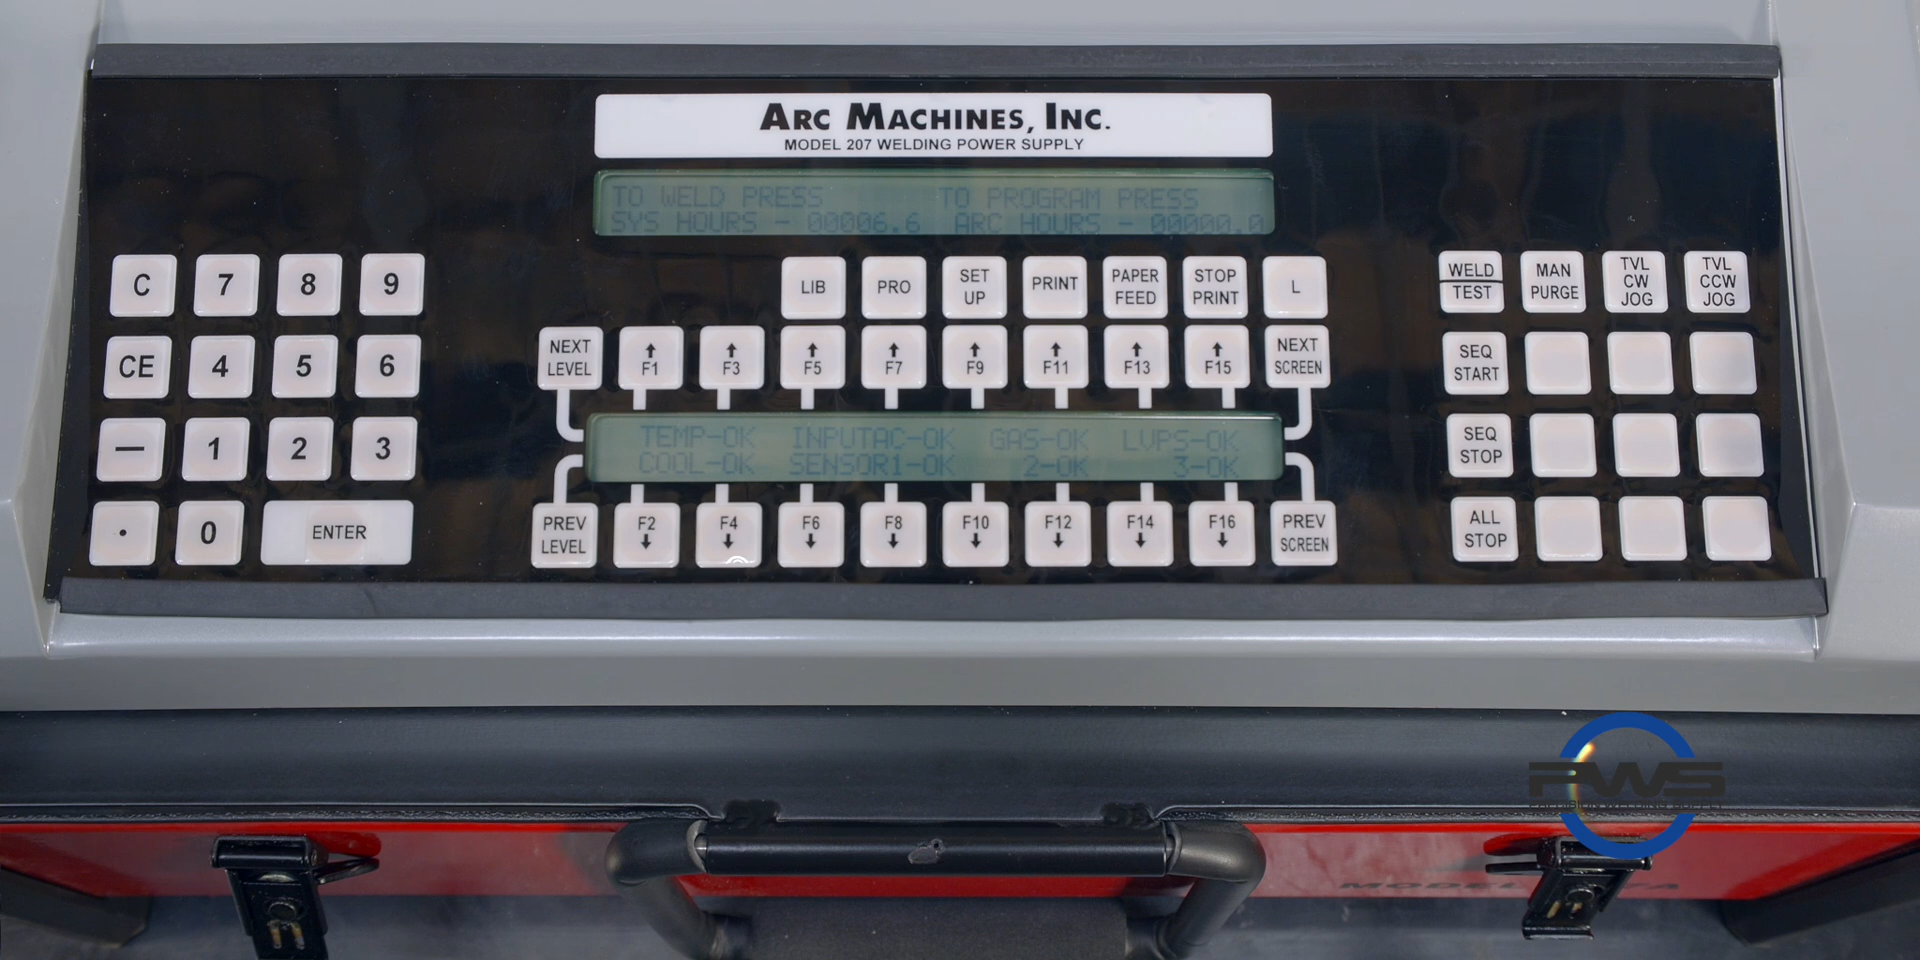 ARC MACHINES, INC.
MODEL 207 WELDING POWER SUPPLY
TO WELD PRESS TO PROGRAM PRESS
SYS HOURS - 00006.6 ARC HOURS - 00000.0
C 7 8 9
CE 4 5 6
— 1 2 3
. 0 ENTER
LIB PRO SET UP PRINT PAPER FEED STOP PRINT L
NEXT LEVEL ↑ F1 ↑ F3 ↑ F5 ↑ F7 ↑ F9 ↑ F11 ↑ F13 ↑ F15 NEXT SCREEN
TEMP-OK INPUTAC-OK GAS-OK LVPS-OK
COOL-OK SENSOR1-OK 2-OK 3-OK
PREV LEVEL F2 ↓ F4 ↓ F6 ↓ F8 ↓ F10 ↓ F12 ↓ F14 ↓ F16 ↓ PREV SCREEN
WELD TEST MAN PURGE TVL CW JOG TVL CCW JOG
SEQ START
SEQ STOP
ALL STOP
PWS
PRECISION WELDING SUPPLY
MODEL